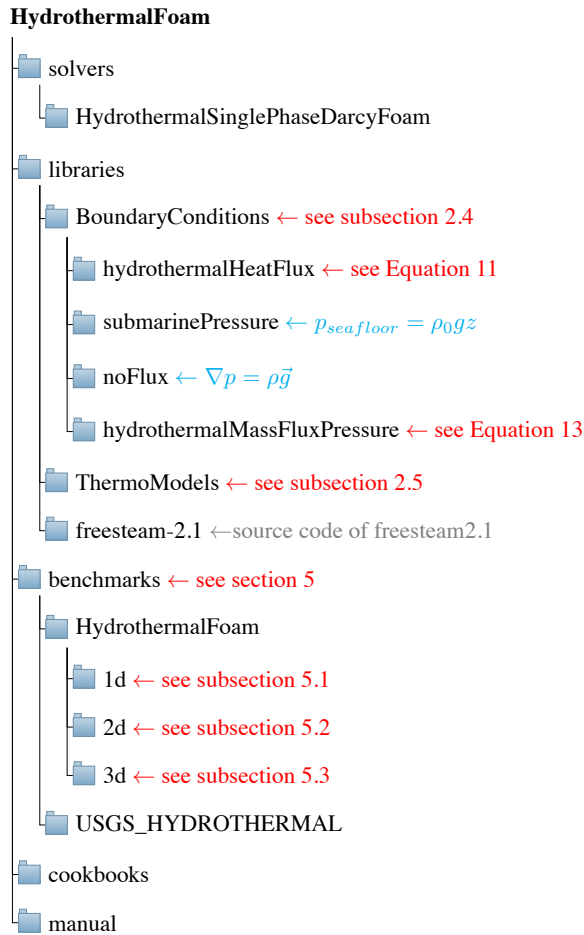 HydrothermalFoam
solvers
HydrothermalSinglePhaseDarcyFoam
libraries
BoundaryConditions ← see subsection 2.4
hydrothermalHeatFlux ← see Equation 11
submarinePressure ← p_{seafloor} = ρ₀gz
noFlux ← ∇p = ρg⃗
hydrothermalMassFluxPressure ← see Equation 13
ThermoModels ← see subsection 2.5
freesteam-2.1 ←source code of freesteam2.1
benchmarks ← see section 5
HydrothermalFoam
1d ← see subsection 5.1
2d ← see subsection 5.2
3d ← see subsection 5.3
USGS_HYDROTHERMAL
cookbooks
manual